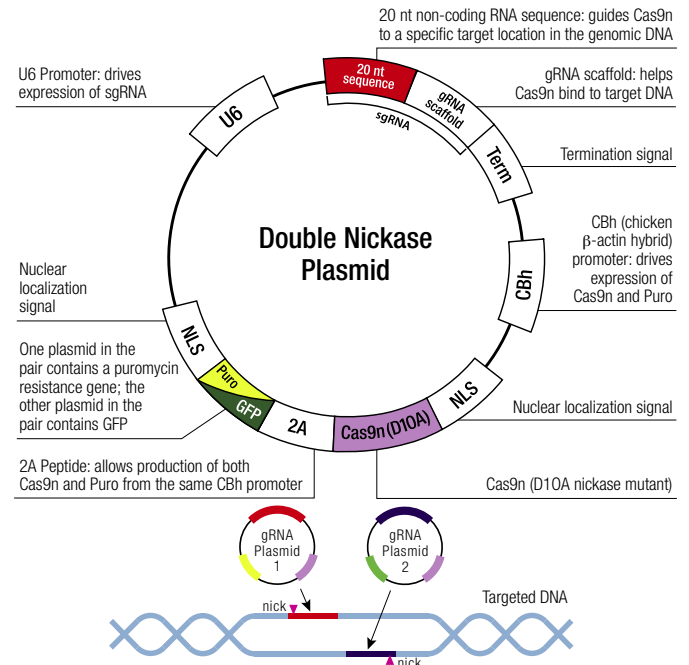 20 nt non-coding RNA sequence: guides Cas9n
to a specific target location in the genomic DNA
U6 Promoter: drives
expression of sgRNA
20 nt
sequence
gRNA
scaffold
gRNA scaffold: helps
Cas9n bind to target DNA
U6
sgRNA
Term
Termination signal
Double Nickase
Plasmid
CBh (chicken
β-actin hybrid)
promoter: drives
expression of
Cas9n and Puro
CBh
Nuclear
localization
signal
NLS
One plasmid in the
pair contains a puromycin
resistance gene; the
other plasmid in the
pair contains GFP
Puro
GFP
2A
Cas9n (D10A)
NLS
Nuclear localization signal
2A Peptide: allows production of both
Cas9n and Puro from the same CBh promoter
Cas9n (D10A nickase mutant)
gRNA
Plasmid
1
gRNA
Plasmid
2
nick
Targeted DNA
nick